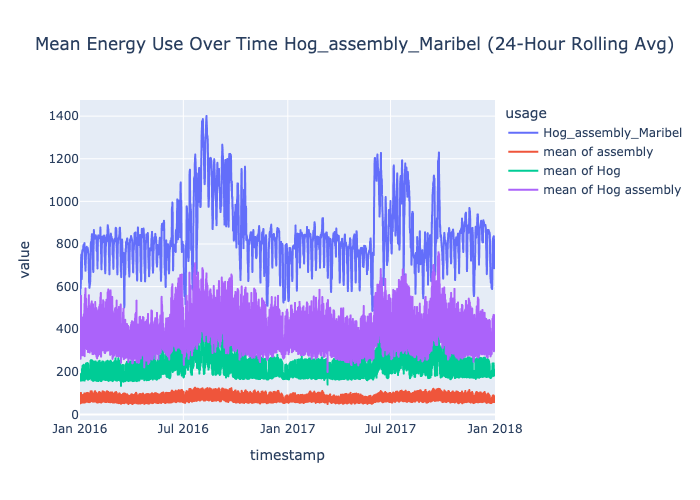 Mean Energy Use Over Time Hog_assembly_Maribel (24-Hour Rolling Avg)
usage
Hog_assembly_Maribel
mean of assembly
mean of Hog
mean of Hog assembly
value
1400
1200
1000
800
600
400
200
0
Jan 2016
Jul 2016
Jan 2017
Jul 2017
Jan 2018
timestamp